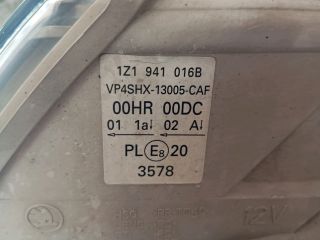 1Z1 941 016B
VP4SHX-13005-CAF
00HR 00DC
01 1a↓ 02 A↓
PL E8 20
3578
12V